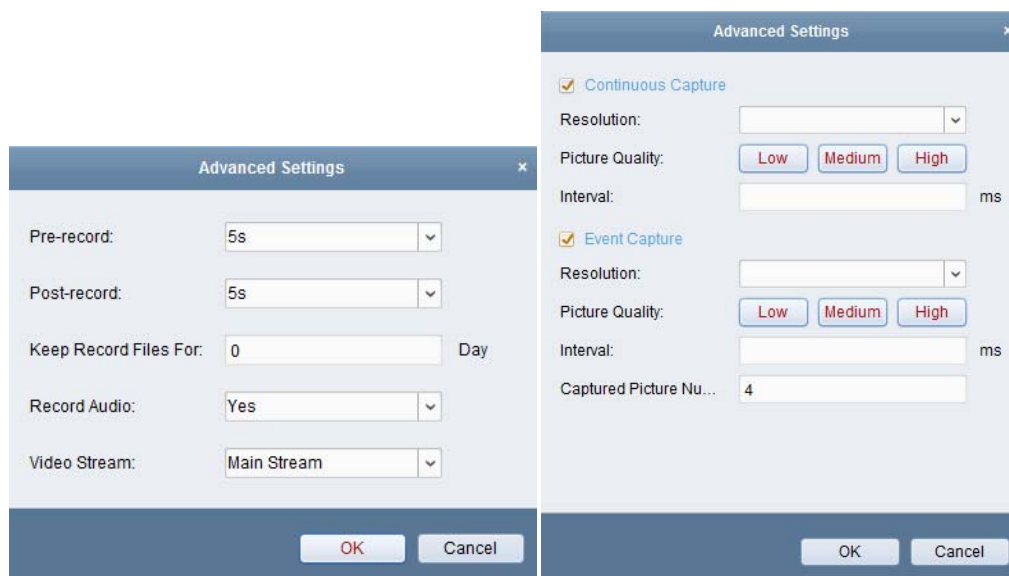 Advanced Settings ×
Pre-record: 5s
Post-record: 5s
Keep Record Files For: 0 Day
Record Audio: Yes
Video Stream: Main Stream
OK Cancel
Advanced Settings ×
Continuous Capture
Resolution:
Picture Quality: Low Medium High
Interval: ms
Event Capture
Resolution:
Picture Quality: Low Medium High
Interval: ms
Captured Picture Nu... 4
OK Cancel